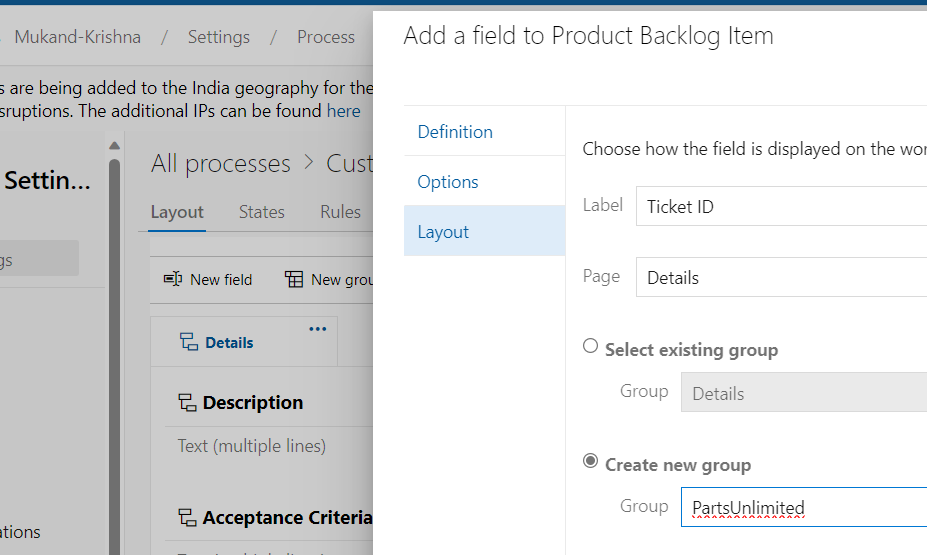 Mukand-Krishna / Settings / Process
s are being added to the India geography for the
sruptions. The additional IPs can be found here
Settin...
gs
ations
All processes > Cust
Layout States Rules
New field New grou
Details
Description
Text (multiple lines)
Acceptance Criteria
Add a field to Product Backlog Item
Definition
Options
Layout
Choose how the field is displayed on the wor
Label Ticket ID
Page Details
Select existing group
Group Details
Create new group
Group PartsUnlimited